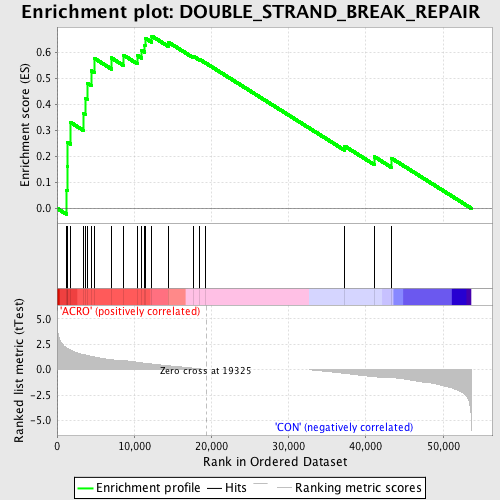 Enrichment plot: DOUBLE_STRAND_BREAK_REPAIR
Enrichment score (ES)
0.6
0.5
0.4
0.3
0.2
0.1
0.0
'ACRO' (positively correlated)
Ranked list metric (tTest)
5.0
2.5
0.0
-2.5
-5.0
Zero cross at 19325
'CON' (negatively correlated)
0
10,000
20,000
30,000
40,000
50,000
Rank in Ordered Dataset
Enrichment profile
Hits
Ranking metric scores